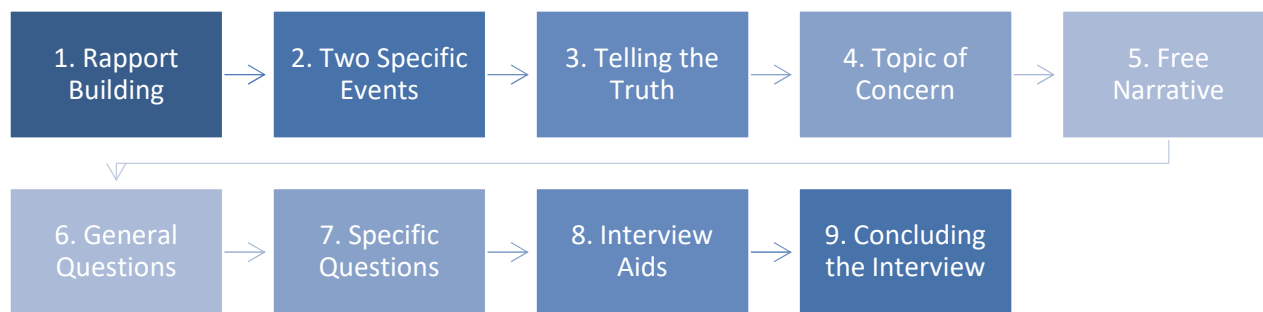 1. Rapport
Building
2. Two Specific
Events
3. Telling the
Truth
4. Topic of
Concern
5. Free
Narrative
6. General
Questions
7. Specific
Questions
8. Interview
Aids
9. Concluding
the Interview